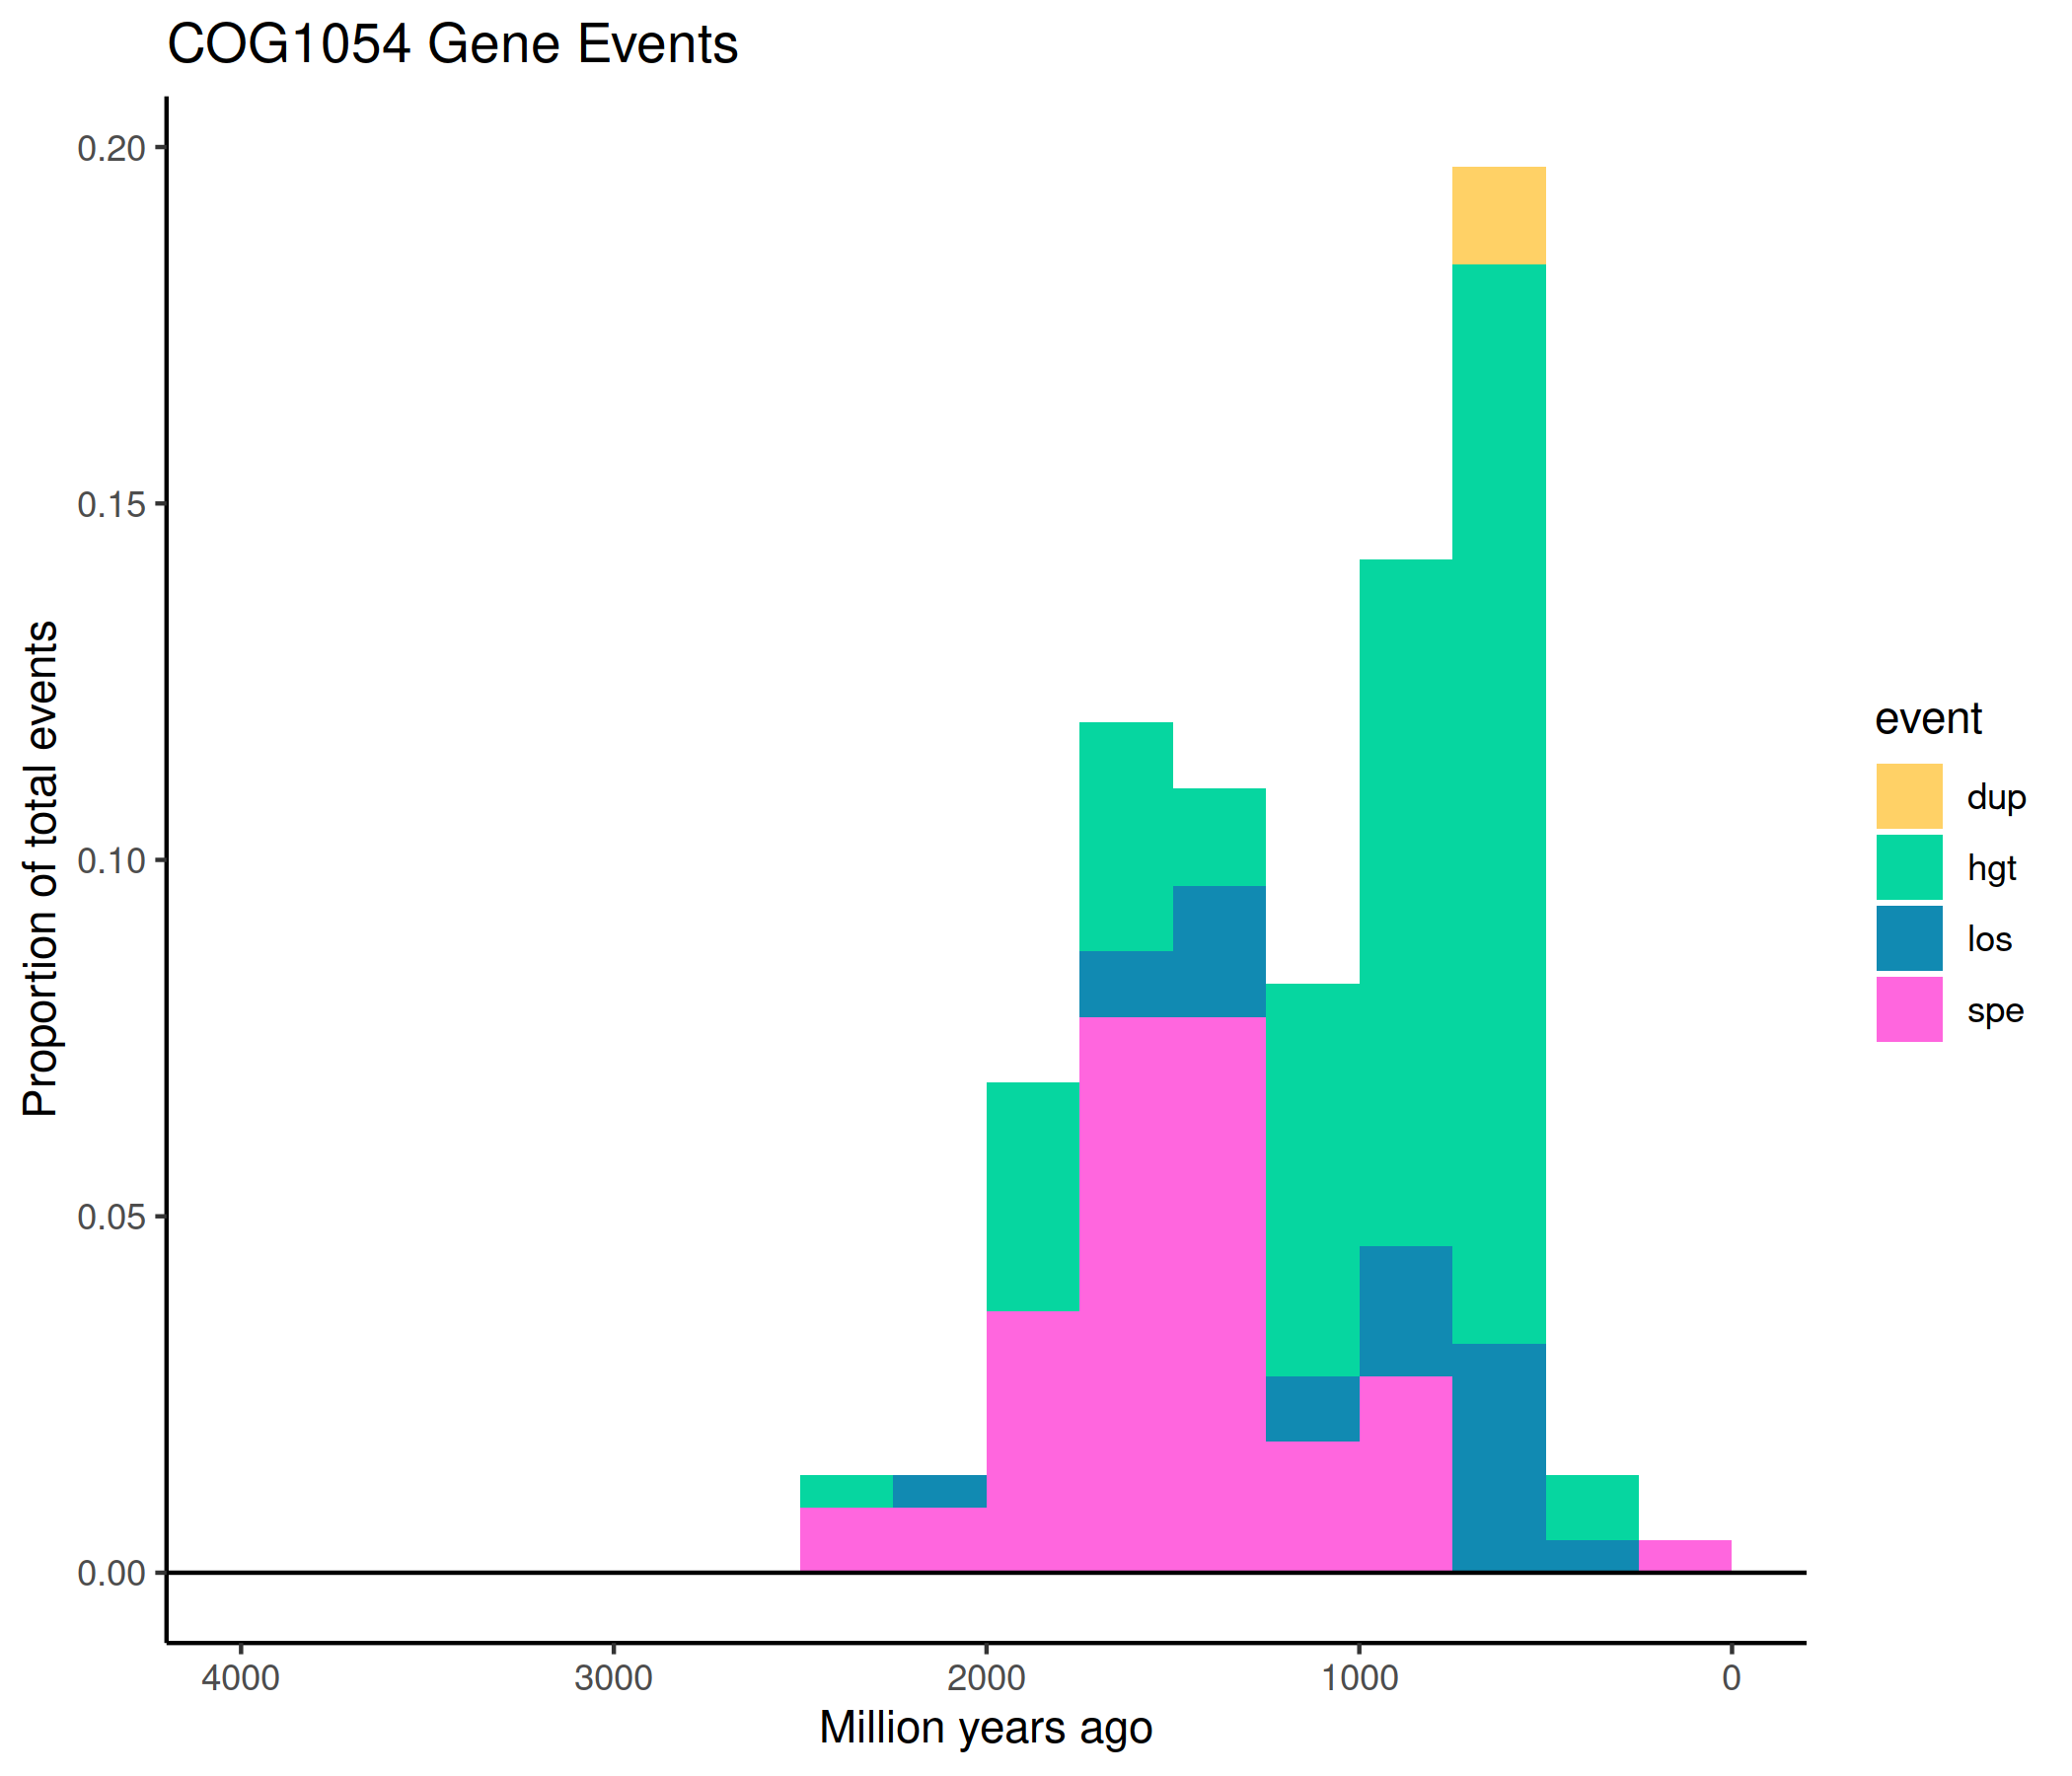 COG1054 Gene Events
Proportion of total events
0.20
0.15
0.10
0.05
0.00
4000 3000 2000 1000 0
Million years ago
event
dup
hgt
los
spe